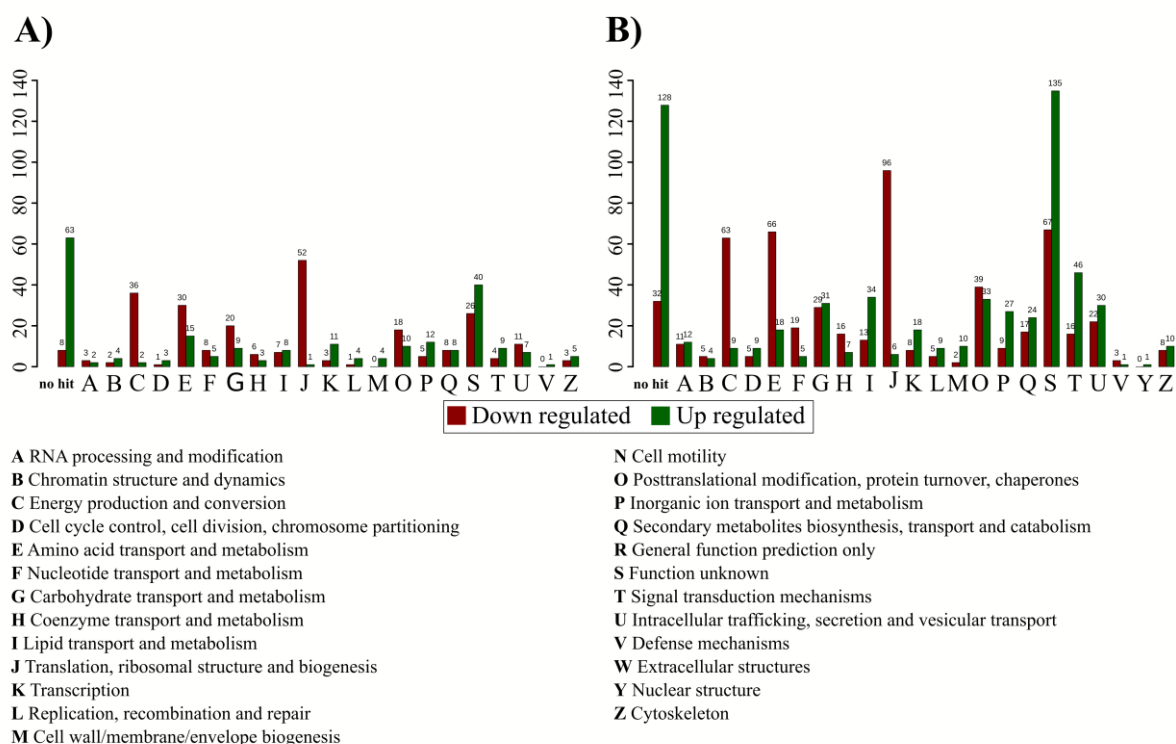 A)
B)
140
120
100
80
60
40
20
0
8 63 3 2 2 4 36 2 1 3 30 15 8 5 20 9 6 3 7 8 52 1 3 11 1 4 0 4 18 10 5 12 8 8 26 40 4 9 11 7 0 1 3 5
no hit A B C D E F G H I J K L M O P Q S T U V Z
140
120
100
80
60
40
20
0
32 128 11 12 5 4 63 9 5 9 66 18 19 5 29 31 16 7 13 34 96 6 8 18 5 9 2 10 39 33 9 27 17 24 67 135 16 46 22 30 3 1 0 1 8 10
no hit A B C D E F G H I J K L M O P Q S T U V Y Z
Down regulated Up regulated
A RNA processing and modification
B Chromatin structure and dynamics
C Energy production and conversion
D Cell cycle control, cell division, chromosome partitioning
E Amino acid transport and metabolism
F Nucleotide transport and metabolism
G Carbohydrate transport and metabolism
H Coenzyme transport and metabolism
I Lipid transport and metabolism
J Translation, ribosomal structure and biogenesis
K Transcription
L Replication, recombination and repair
M Cell wall/membrane/envelope biogenesis
N Cell motility
O Posttranslational modification, protein turnover, chaperones
P Inorganic ion transport and metabolism
Q Secondary metabolites biosynthesis, transport and catabolism
R General function prediction only
S Function unknown
T Signal transduction mechanisms
U Intracellular trafficking, secretion and vesicular transport
V Defense mechanisms
W Extracellular structures
Y Nuclear structure
Z Cytoskeleton